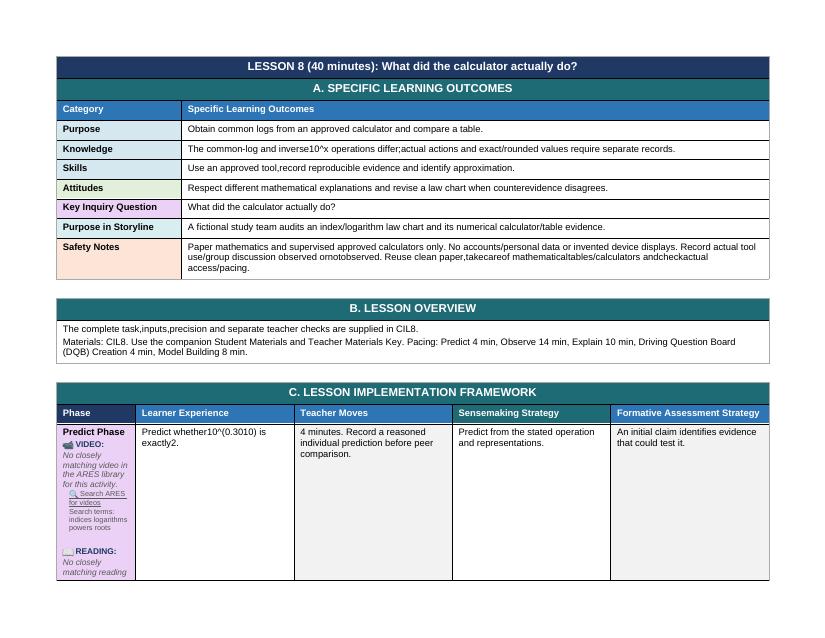 LESSON 8 (40 minutes): What did the calculator actually do?
A. SPECIFIC LEARNING OUTCOMES
Category Specific Learning Outcomes
Purpose Obtain common logs from an approved calculator and compare a table.
Knowledge The common-log and inverse10^x operations differ;actual actions and exact/rounded values require separate records.
Skills Use an approved tool,record reproducible evidence and identify approximation.
Attitudes Respect different mathematical explanations and revise a law chart when counterevidence disagrees.
Key Inquiry Question What did the calculator actually do?
Purpose in Storyline A fictional study team audits an index/logarithm law chart and its numerical calculator/table evidence.
Safety Notes Paper mathematics and supervised approved calculators only. No accounts/personal data or invented device displays. Record actual tool
use/group discussion observed ornotobserved. Reuse clean paper,takecareof mathematicaltables/calculators andcheckactual
access/pacing.
B. LESSON OVERVIEW
The complete task,inputs,precision and separate teacher checks are supplied in CIL8.
Materials: CIL8. Use the companion Student Materials and Teacher Materials Key. Pacing: Predict 4 min, Observe 14 min, Explain 10 min, Driving Question Board
(DQB) Creation 4 min, Model Building 8 min.
C. LESSON IMPLEMENTATION FRAMEWORK
Phase Learner Experience Teacher Moves Sensemaking Strategy Formative Assessment Strategy
Predict Phase
VIDEO:
No closely
matching video in
the ARES library
for this activity.
Search ARES
for videos
Search terms:
indices logarithms
powers roots
READING:
No closely
matching reading
Predict whether10^(0.3010) is
exactly2.
4 minutes. Record a reasoned
individual prediction before peer
comparison.
Predict from the stated operation
and representations.
An initial claim identifies evidence
that could test it.